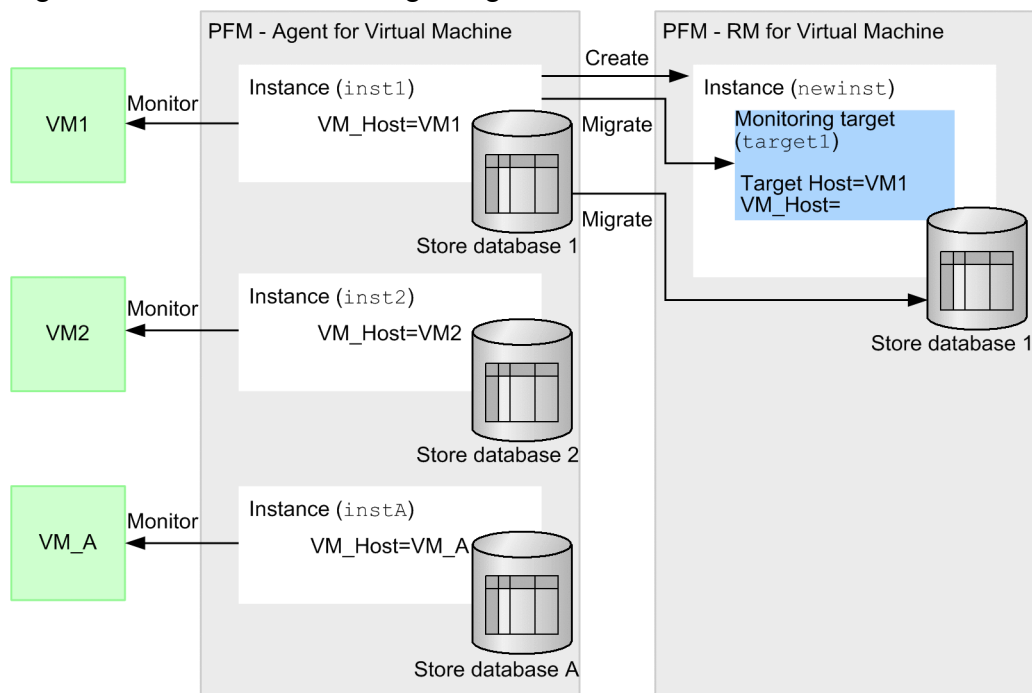 PFM - Agent for Virtual Machine
PFM - RM for Virtual Machine
VM1
Monitor
Instance (inst1)
VM_Host=VM1
Store database 1
Create
Migrate
Migrate
Instance (newinst)
Monitoring target
(target1)
Target Host=VM1
VM_Host=
Store database 1
VM2
Monitor
Instance (inst2)
VM_Host=VM2
Store database 2
VM_A
Monitor
Instance (instA)
VM_Host=VM_A
Store database A